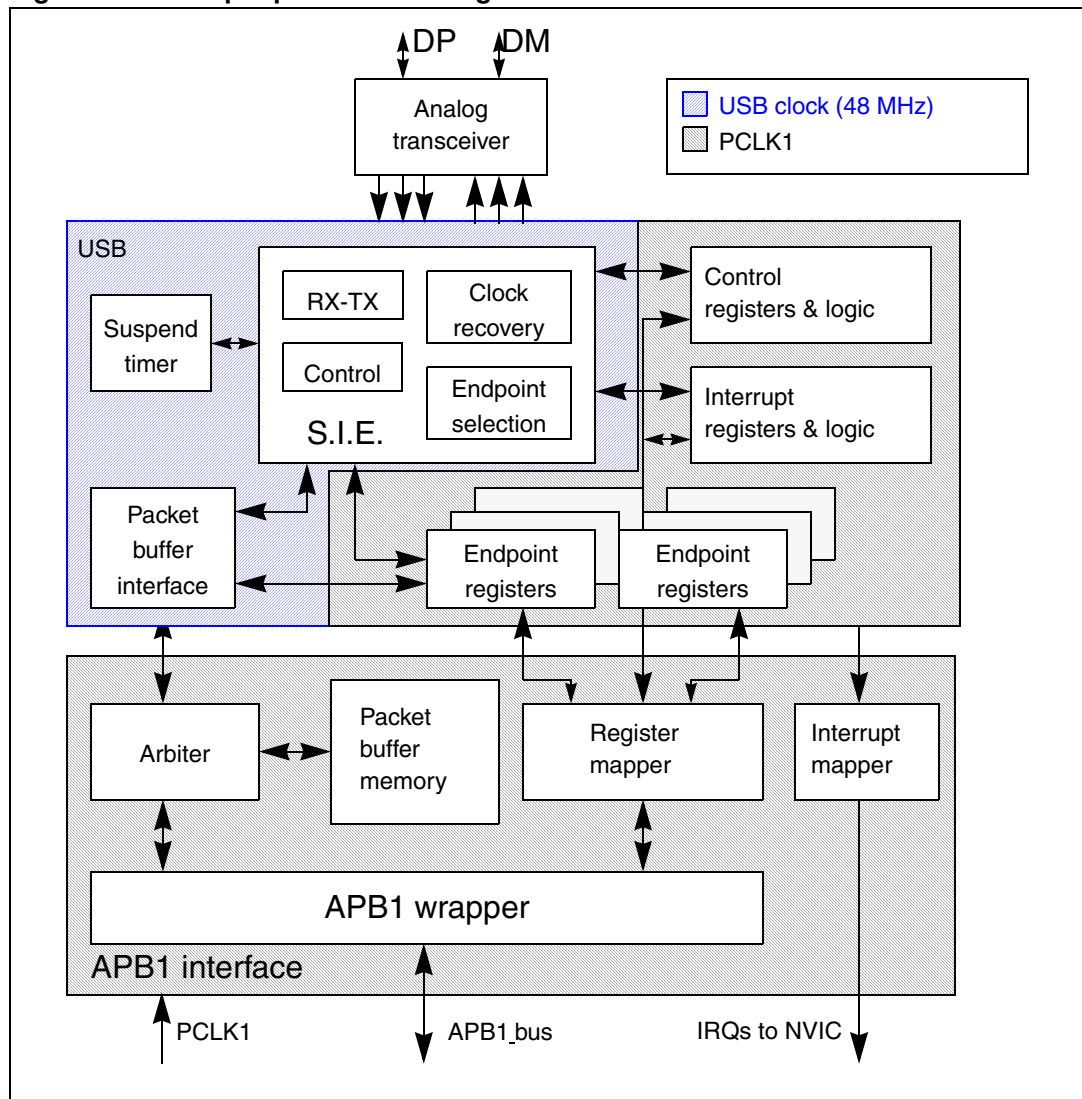 DP DM
Analog
transceiver
USB clock (48 MHz)
PCLK1
USB
RX-TX
Clock
recovery
Control
registers & logic
Suspend
timer
Control
Endpoint
selection
S.I.E.
Interrupt
registers & logic
Packet
buffer
interface
Endpoint
registers
Endpoint
registers
Arbiter
Packet
buffer
memory
Register
mapper
Interrupt
mapper
APB1 wrapper
APB1 interface
PCLK1
APB1_bus
IRQs to NVIC